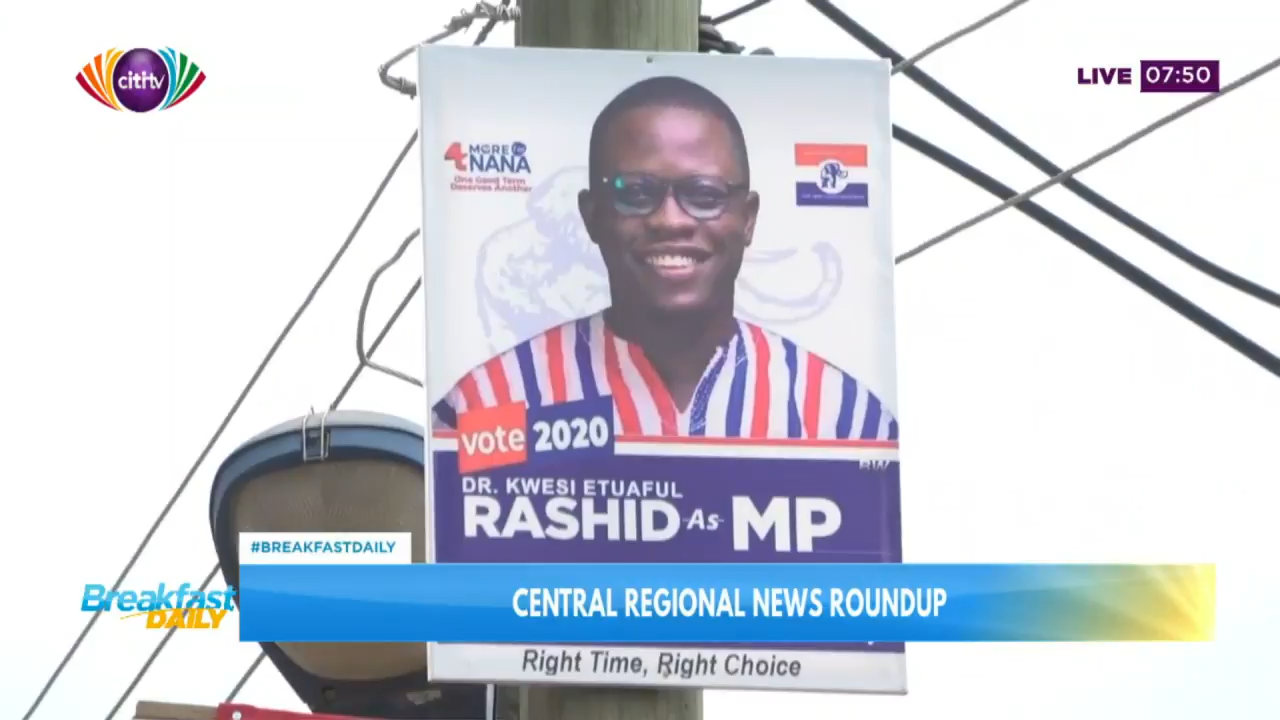 citi tv
LIVE 07:50
4 MORE for NANA
One Good Term
Deserves Another
vote 2020
DR. KWESI ETUAFUL
RASHID -As- MP
#BREAKFASTDAILY
Breakfast
DAILY
CENTRAL REGIONAL NEWS ROUNDUP
Right Time, Right Choice